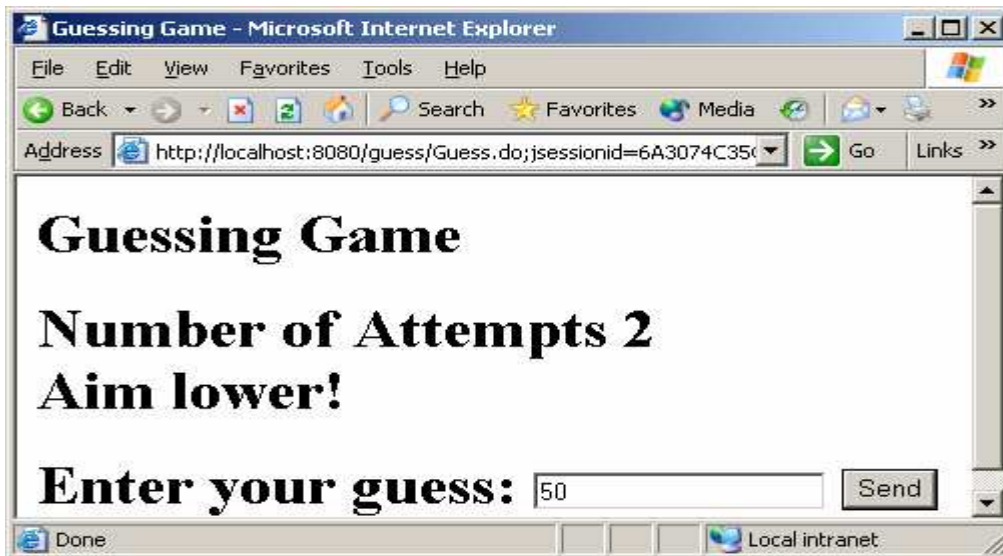 Guessing Game - Microsoft Internet Explorer
File Edit View Favorites Tools Help
Back Search Favorites Media »
Address http://localhost:8080/guess/Guess.do;jsessionid=6A3074C35 Go Links »
Guessing Game
Number of Attempts 2
Aim lower!
Enter your guess: 50 Send
Done Local intranet